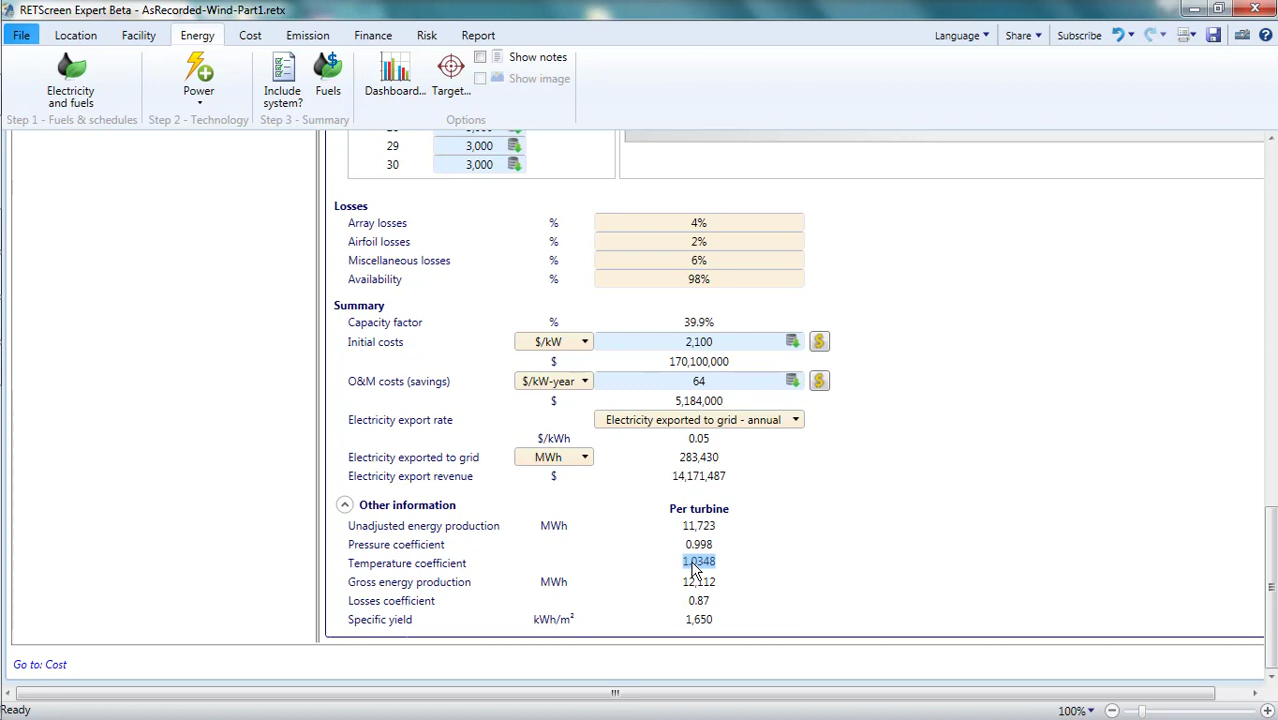 RETScreen Expert Beta - AsRecorded-Wind-Part1.retx
File Location Facility Energy Cost Emission Finance Risk Report Language Share Subscribe
Electricity and fuels
Power
Include system?
Fuels
Dashboard...
Target...
Show notes
Show image
Step 1 - Fuels & schedules Step 2 - Technology Step 3 - Summary Options
29 3,000
30 3,000
Losses
Array losses % 4%
Airfoil losses % 2%
Miscellaneous losses % 6%
Availability % 98%
Summary
Capacity factor % 39.9%
Initial costs $/kW 2,100
$ 170,100,000
O&M costs (savings) $/kW-year 64
$ 5,184,000
Electricity export rate Electricity exported to grid - annual
$/kWh 0.05
Electricity exported to grid MWh 283,430
Electricity export revenue $ 14,171,487
Other information Per turbine
Unadjusted energy production MWh 11,723
Pressure coefficient 0.998
Temperature coefficient 1.0348
Gross energy production MWh 12,112
Losses coefficient 0.87
Specific yield kWh/m² 1,650
Go to: Cost
Ready 100%